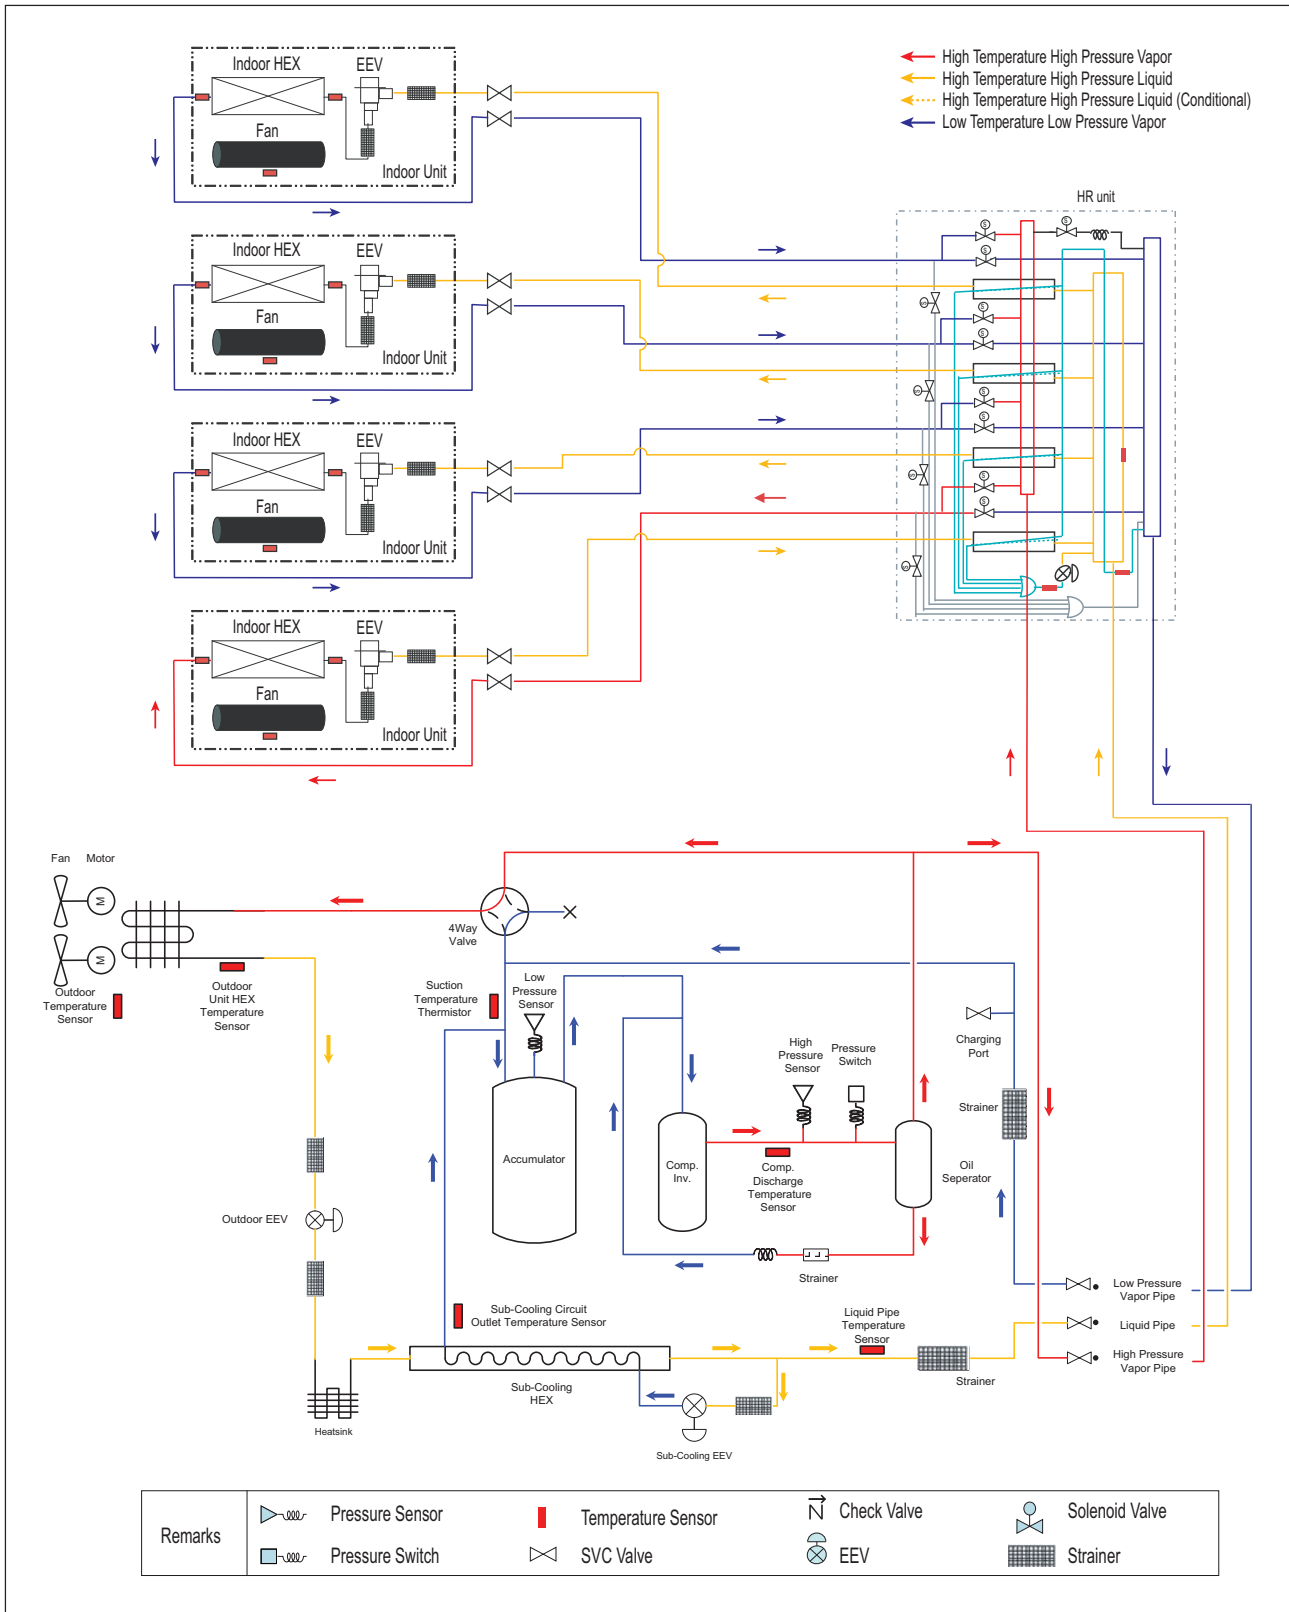 High Temperature High Pressure Vapor
High Temperature High Pressure Liquid
High Temperature High Pressure Liquid (Conditional)
Low Temperature Low Pressure Vapor
Indoor HEX
EEV
Fan
Indoor Unit
Indoor HEX
EEV
Fan
Indoor Unit
Indoor HEX
EEV
Fan
Indoor Unit
Indoor HEX
EEV
Fan
Indoor Unit
HR unit
S
S
S
S
S
S
S
S
S
S
S
S
S
Fan
Motor
M
M
4Way
Valve
Outdoor
Temperature
Sensor
Outdoor
Unit HEX
Temperature
Sensor
Suction
Temperature
Thermistor
Low
Pressure
Sensor
High
Pressure
Sensor
Pressure
Switch
Charging
Port
Strainer
Accumulator
Comp.
Inv.
Comp.
Discharge
Temperature
Sensor
Oil
Seperator
Outdoor EEV
Strainer
Sub-Cooling Circuit
Outlet Temperature Sensor
Liquid Pipe
Temperature
Sensor
Low Pressure
Vapor Pipe
Liquid Pipe
High Pressure
Vapor Pipe
Strainer
Sub-Cooling
HEX
Heatsink
Sub-Cooling EEV
Remarks
Pressure Sensor
Temperature Sensor
Check Valve
Solenoid Valve
Pressure Switch
SVC Valve
EEV
Strainer